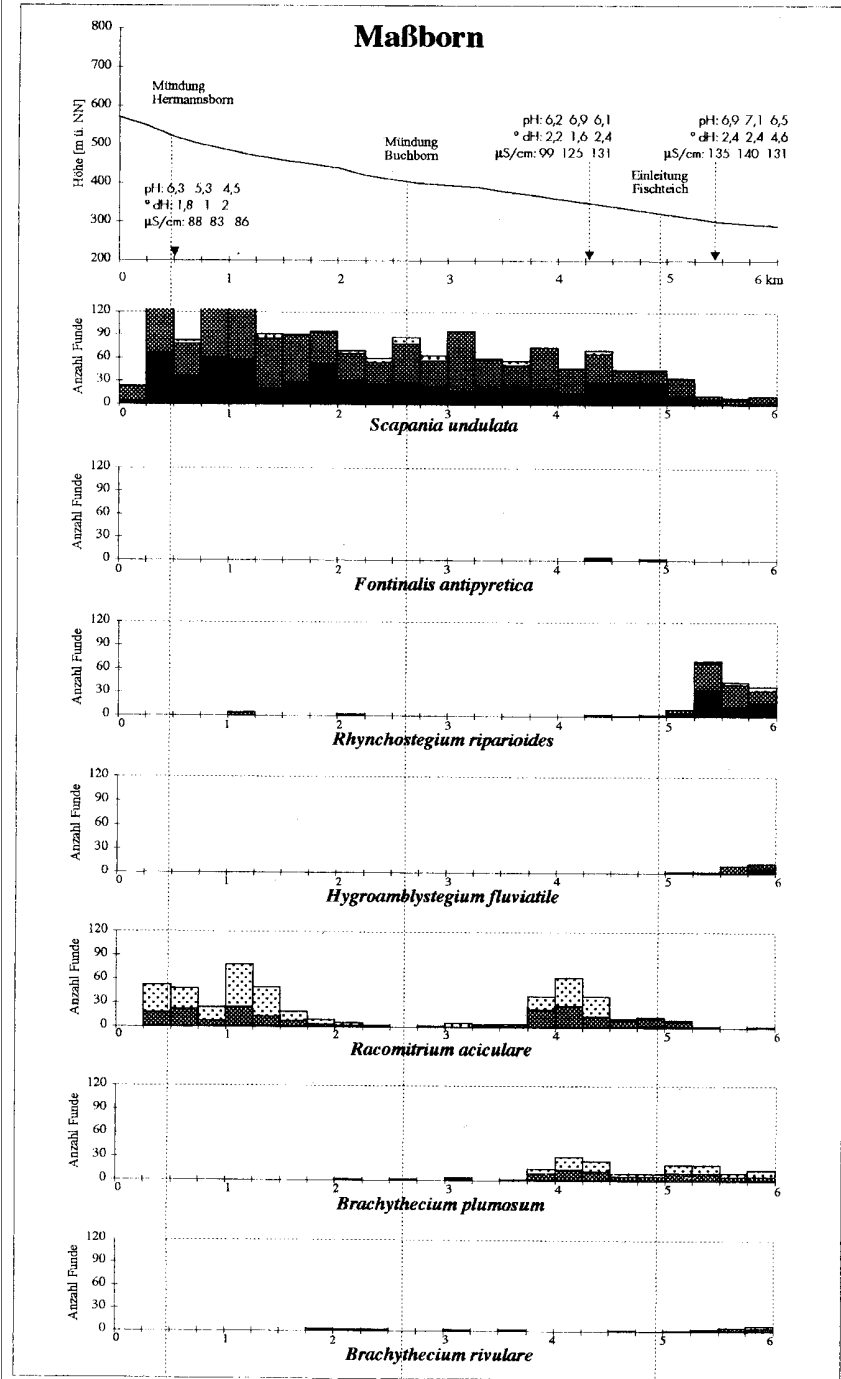 Maßborn
800
700
600
500
400
300
200
Höhe [m ü. NN]
Mündung
Hermannsborn
Mündung
Buchborn
Einleitung
Fischteich
pH: 6,3 5,3 4,5
° dH: 1,8 1 2
µS/cm: 88 83 86
pH: 6,2 6,9 6,1
° dH: 2,2 1,6 2,4
µS/cm: 99 125 131
pH: 6,9 7,1 6,5
° dH: 2,4 2,4 4,6
µS/cm: 135 140 131
0 1 2 3 4 5 6 km
Anzahl Funde
120
90
60
30
0
0 1 2 3 4 5 6
Scapania undulata
Anzahl Funde
120
90
60
30
0
0 1 2 3 4 5 6
Fontinalis antipyretica
Anzahl Funde
120
90
60
30
0
0 1 2 3 4 5 6
Rhynchostegium riparioides
Anzahl Funde
120
90
60
30
0
0 1 2 3 4 5 6
Hygroamblystegium fluviatile
Anzahl Funde
120
90
60
30
0
0 1 2 3 4 5 6
Racomitrium aciculare
Anzahl Funde
120
90
60
30
0
0 1 2 3 4 5 6
Brachythecium plumosum
Anzahl Funde
120
90
60
30
0
0 1 2 3 4 5 6
Brachythecium rivulare